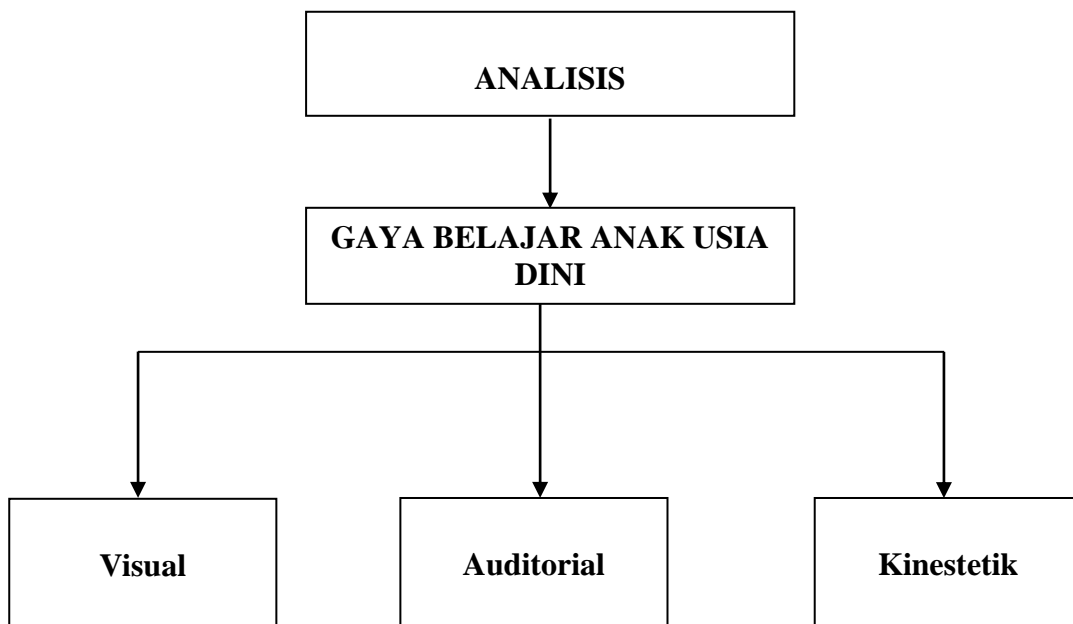 ANALISIS
GAYA BELAJAR ANAK USIA
DINI
Visual
Auditorial
Kinestetik